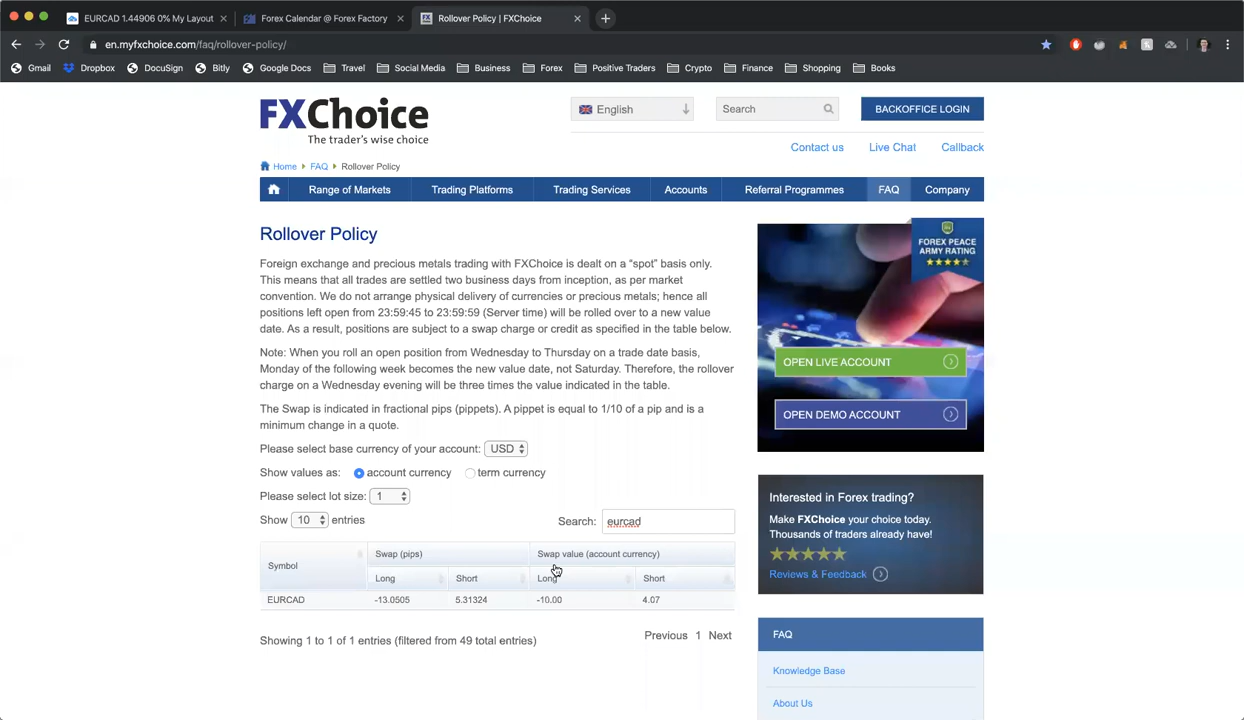 EURCAD 1.44906 0% My Layout
Forex Calendar @ Forex Factory
Rollover Policy | FXChoice
en.myfxchoice.com/faq/rollover-policy/
Gmail Dropbox DocuSign Bitly Google Docs Travel Social Media Business Forex Positive Traders Crypto Finance Shopping Books
FXChoice
The trader's wise choice
English
Search
BACKOFFICE LOGIN
Contact us Live Chat Callback
Home FAQ Rollover Policy
Range of Markets Trading Platforms Trading Services Accounts Referral Programmes FAQ Company
Rollover Policy
Foreign exchange and precious metals trading with FXChoice is dealt on a “spot” basis only.
This means that all trades are settled two business days from inception, as per market
convention. We do not arrange physical delivery of currencies or precious metals; hence all
positions left open from 23:59:45 to 23:59:59 (Server time) will be rolled over to a new value
date. As a result, positions are subject to a swap charge or credit as specified in the table below.
Note: When you roll an open position from Wednesday to Thursday on a trade date basis,
Monday of the following week becomes the new value date, not Saturday. Therefore, the rollover
charge on a Wednesday evening will be three times the value indicated in the table.
The Swap is indicated in fractional pips (pippets). A pippet is equal to 1/10 of a pip and is a
minimum change in a quote.
Please select base currency of your account: USD
Show values as: account currency term currency
Please select lot size: 1
Show 10 entries
Search: eurcad
Symbol
Swap (pips)
Swap value (account currency)
Long Short Long Short
EURCAD -13.0505 5.31324 -10.00 4.07
Showing 1 to 1 of 1 entries (filtered from 49 total entries)
Previous 1 Next
FOREX PEACE
ARMY RATING
OPEN LIVE ACCOUNT
OPEN DEMO ACCOUNT
Interested in Forex trading?
Make FXChoice your choice today.
Thousands of traders already have!
Reviews & Feedback
FAQ
Knowledge Base
About Us